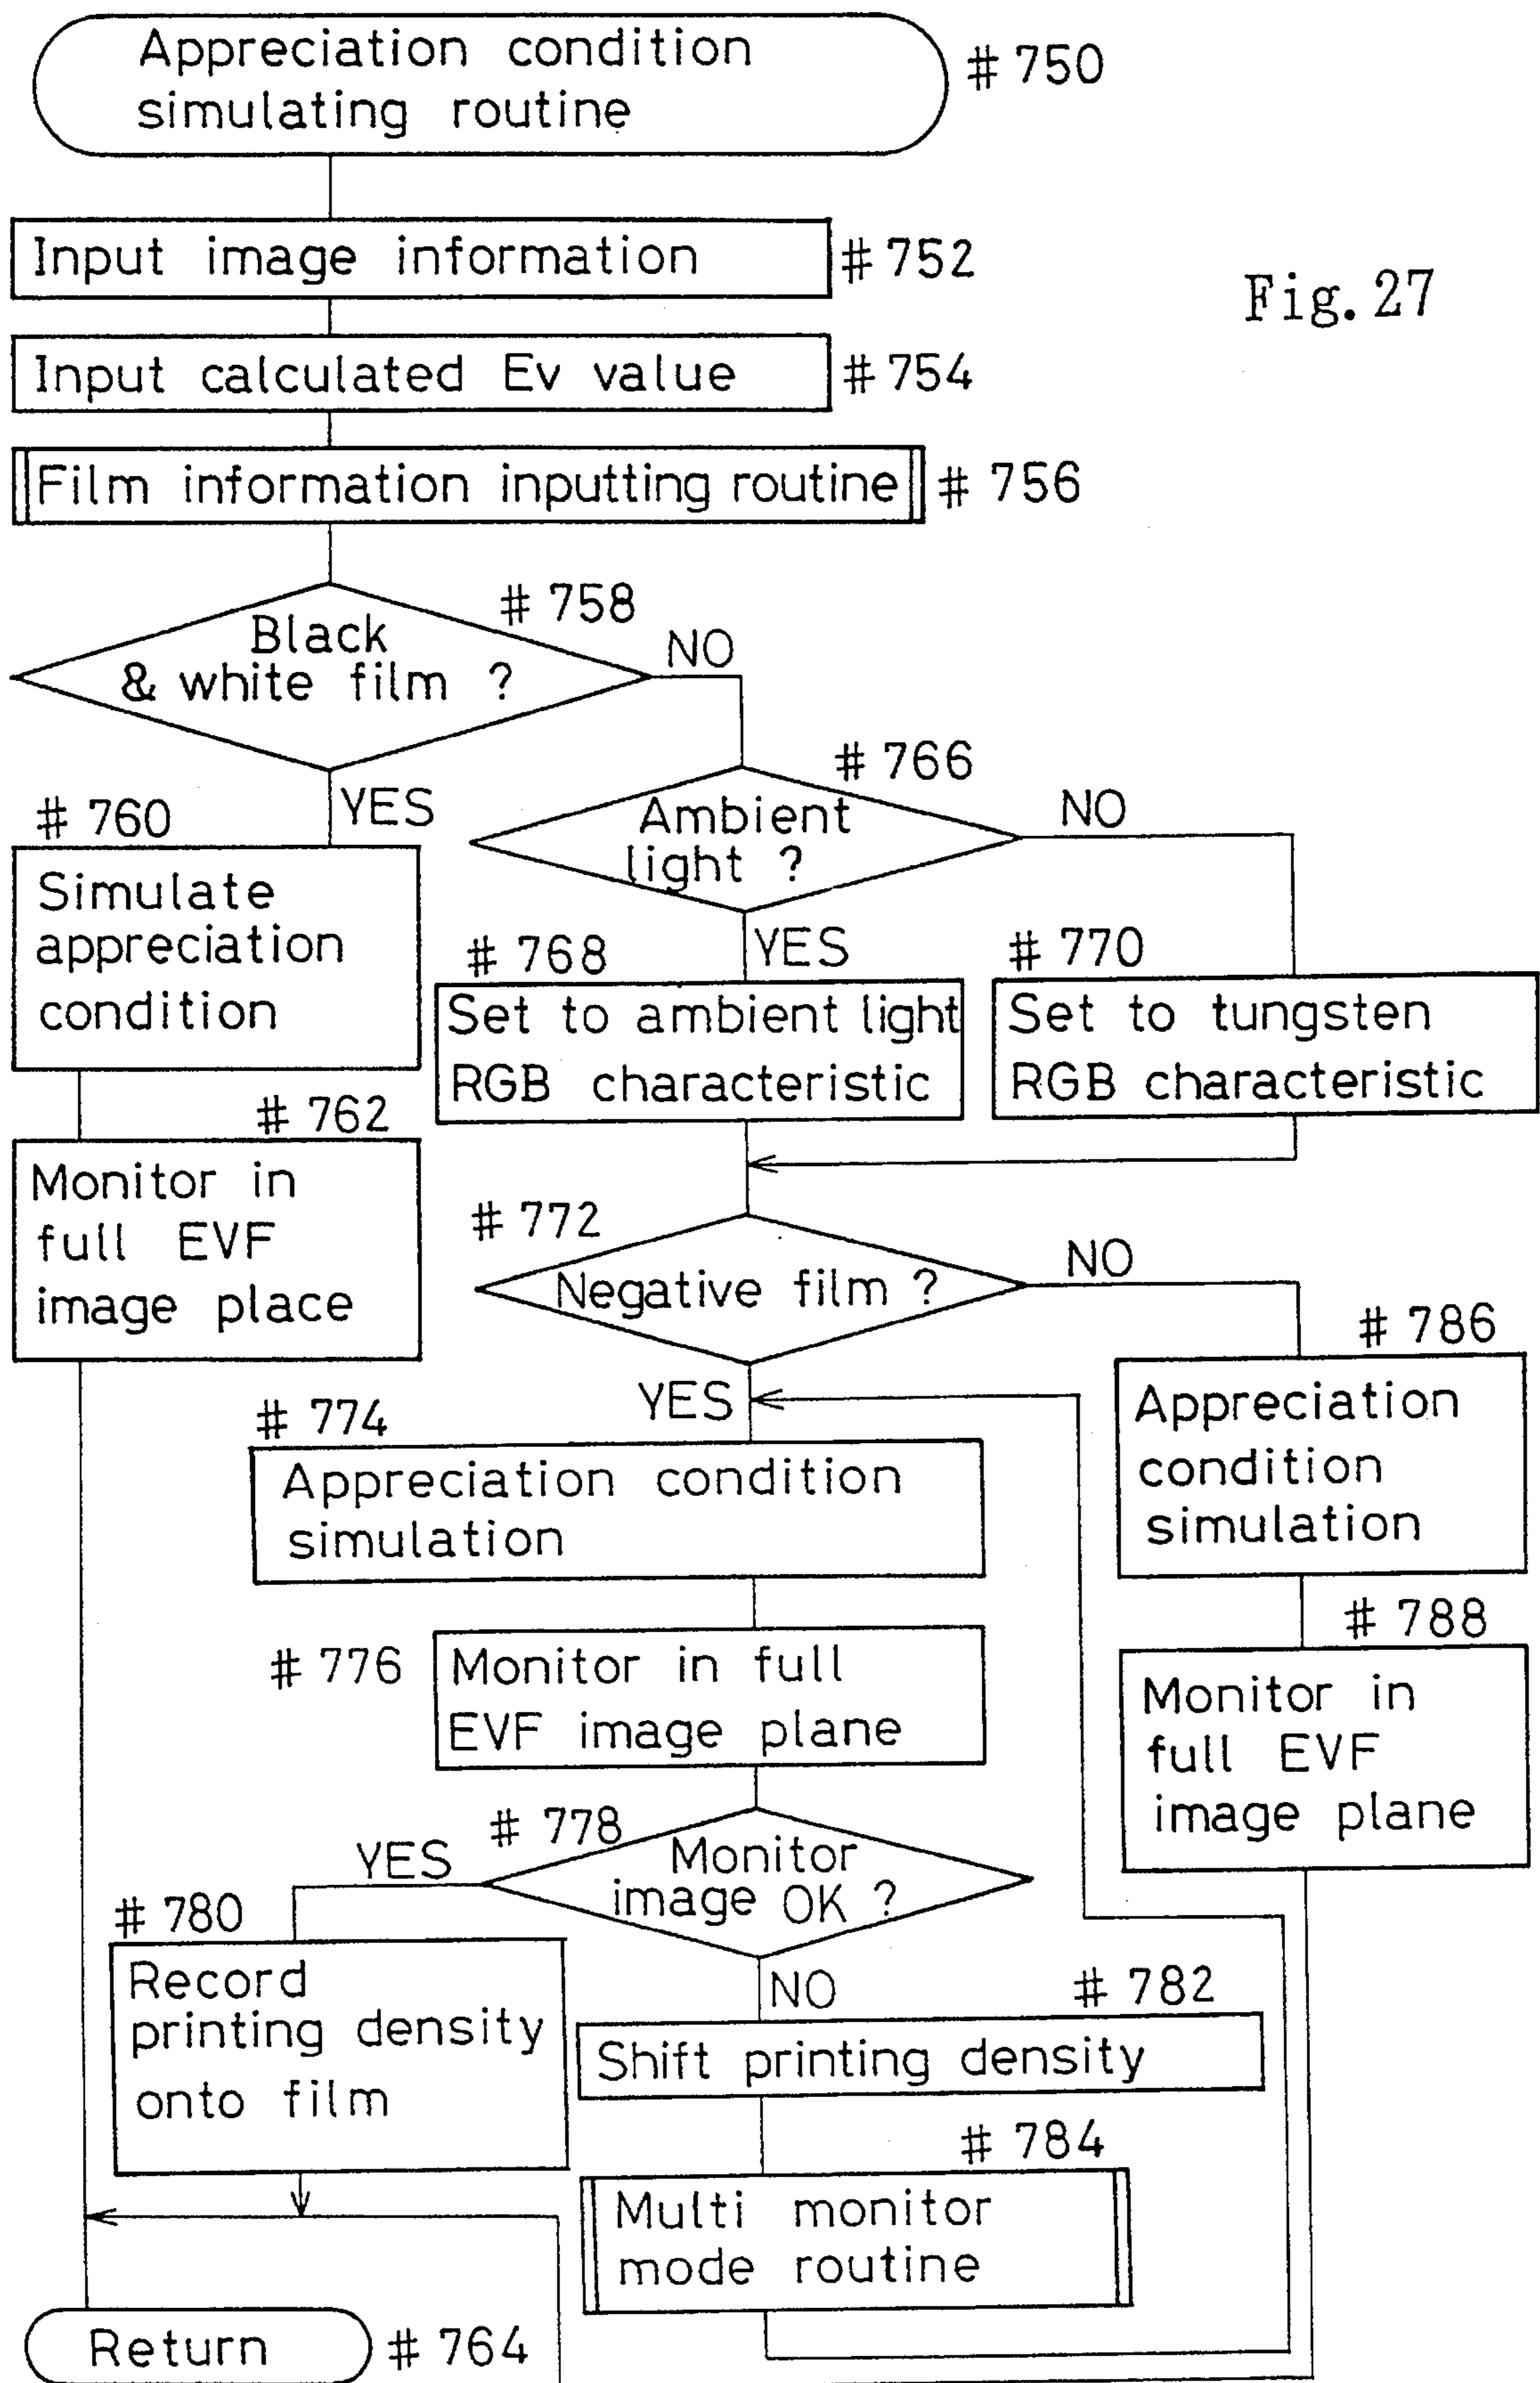 Appreciation condition
simulating routine
# 750
Input image information
# 752
Fig. 27
Input calculated Ev value
# 754
Film information inputting routine
# 756
# 758
Black
& white film ?
NO
YES
# 766
Ambient
light ?
NO
YES
# 760
Simulate
appreciation
condition
# 768
Set to ambient light
RGB characteristic
# 770
Set to tungsten
RGB characteristic
# 762
Monitor in
full EVF
image place
# 772
Negative film ?
NO
YES
# 786
Appreciation
condition
simulation
# 774
Appreciation condition
simulation
# 788
Monitor in
full EVF
image plane
# 776
Monitor in full
EVF image plane
# 778
Monitor
image OK ?
YES
NO
# 780
Record
printing density
onto film
# 782
Shift printing density
# 784
Multi monitor
mode routine
Return
# 764